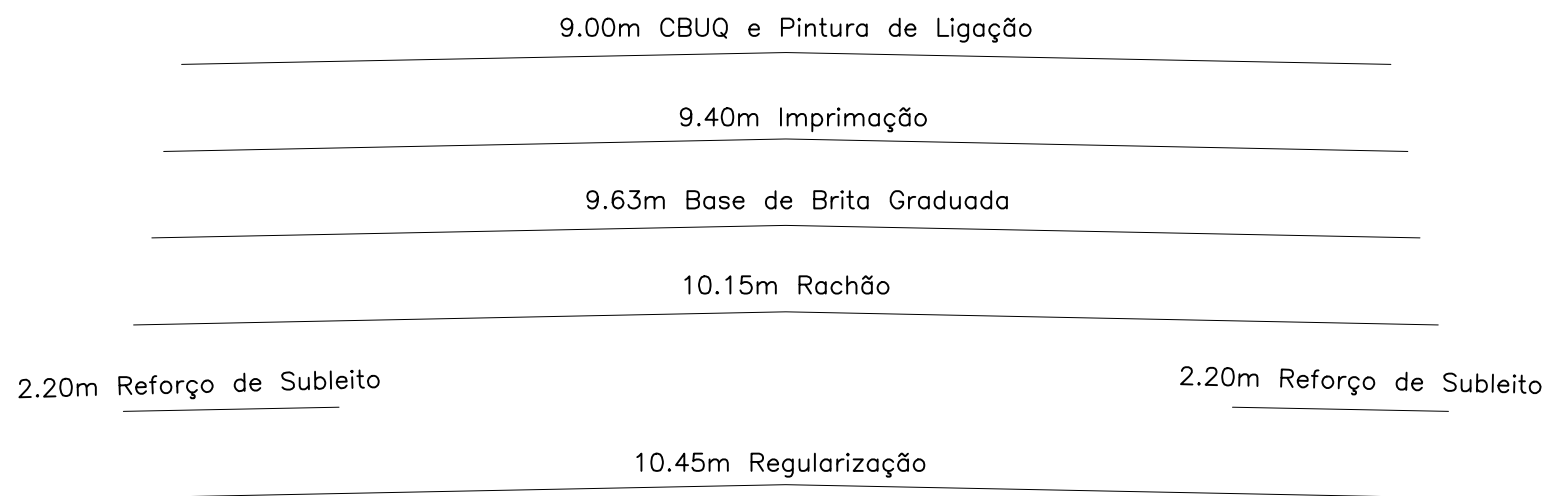 9.00m CBUQ e Pintura de Ligação
9.40m Imprimação
9.63m Base de Brita Graduada
10.15m Rachão
2.20m Reforço de Subleito
2.20m Reforço de Subleito
10.45m Regularização